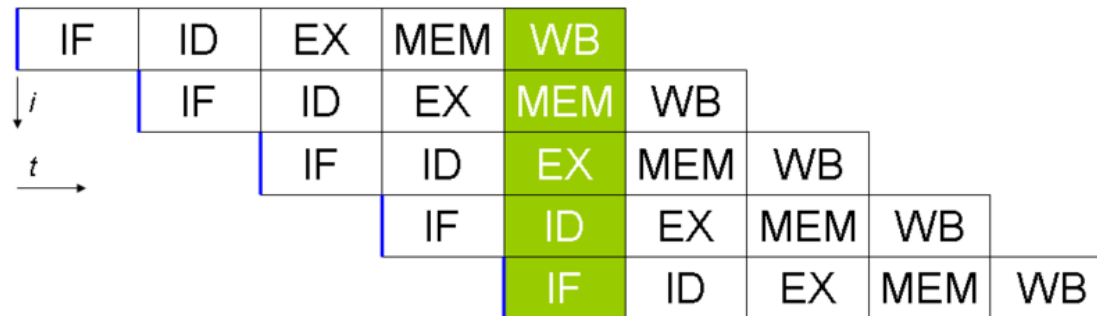 IF ID EX MEM WB
i IF ID EX MEM WB
t IF ID EX MEM WB
IF ID EX MEM WB
IF ID EX MEM WB